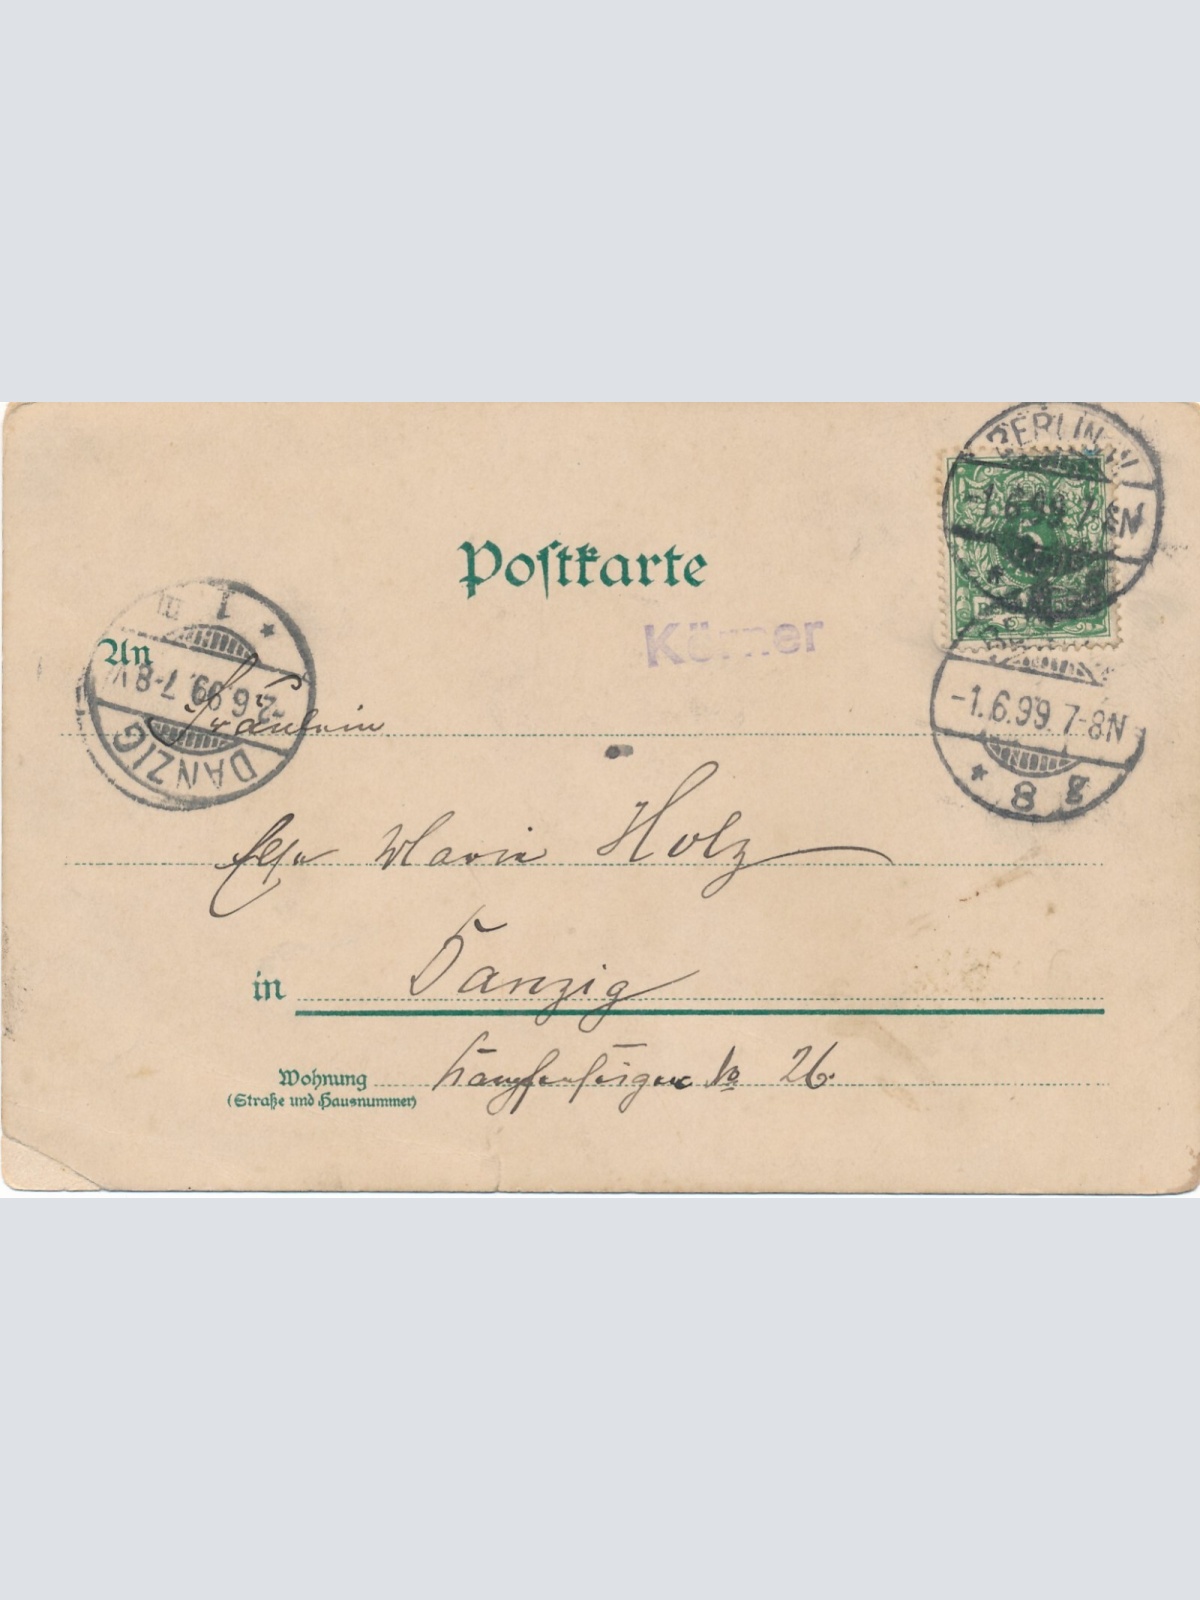 BERLIN W.
-1.6.99 7-8N
Postkarte
5
1 m
An
Körner
-2.6.99. 7-8V
Fräulein
DANZIG
-1.6.99 7-8N
* 8 g
Marie Holz
in Danzig
Wohnung No 26.
(Straße und Hausnummer)